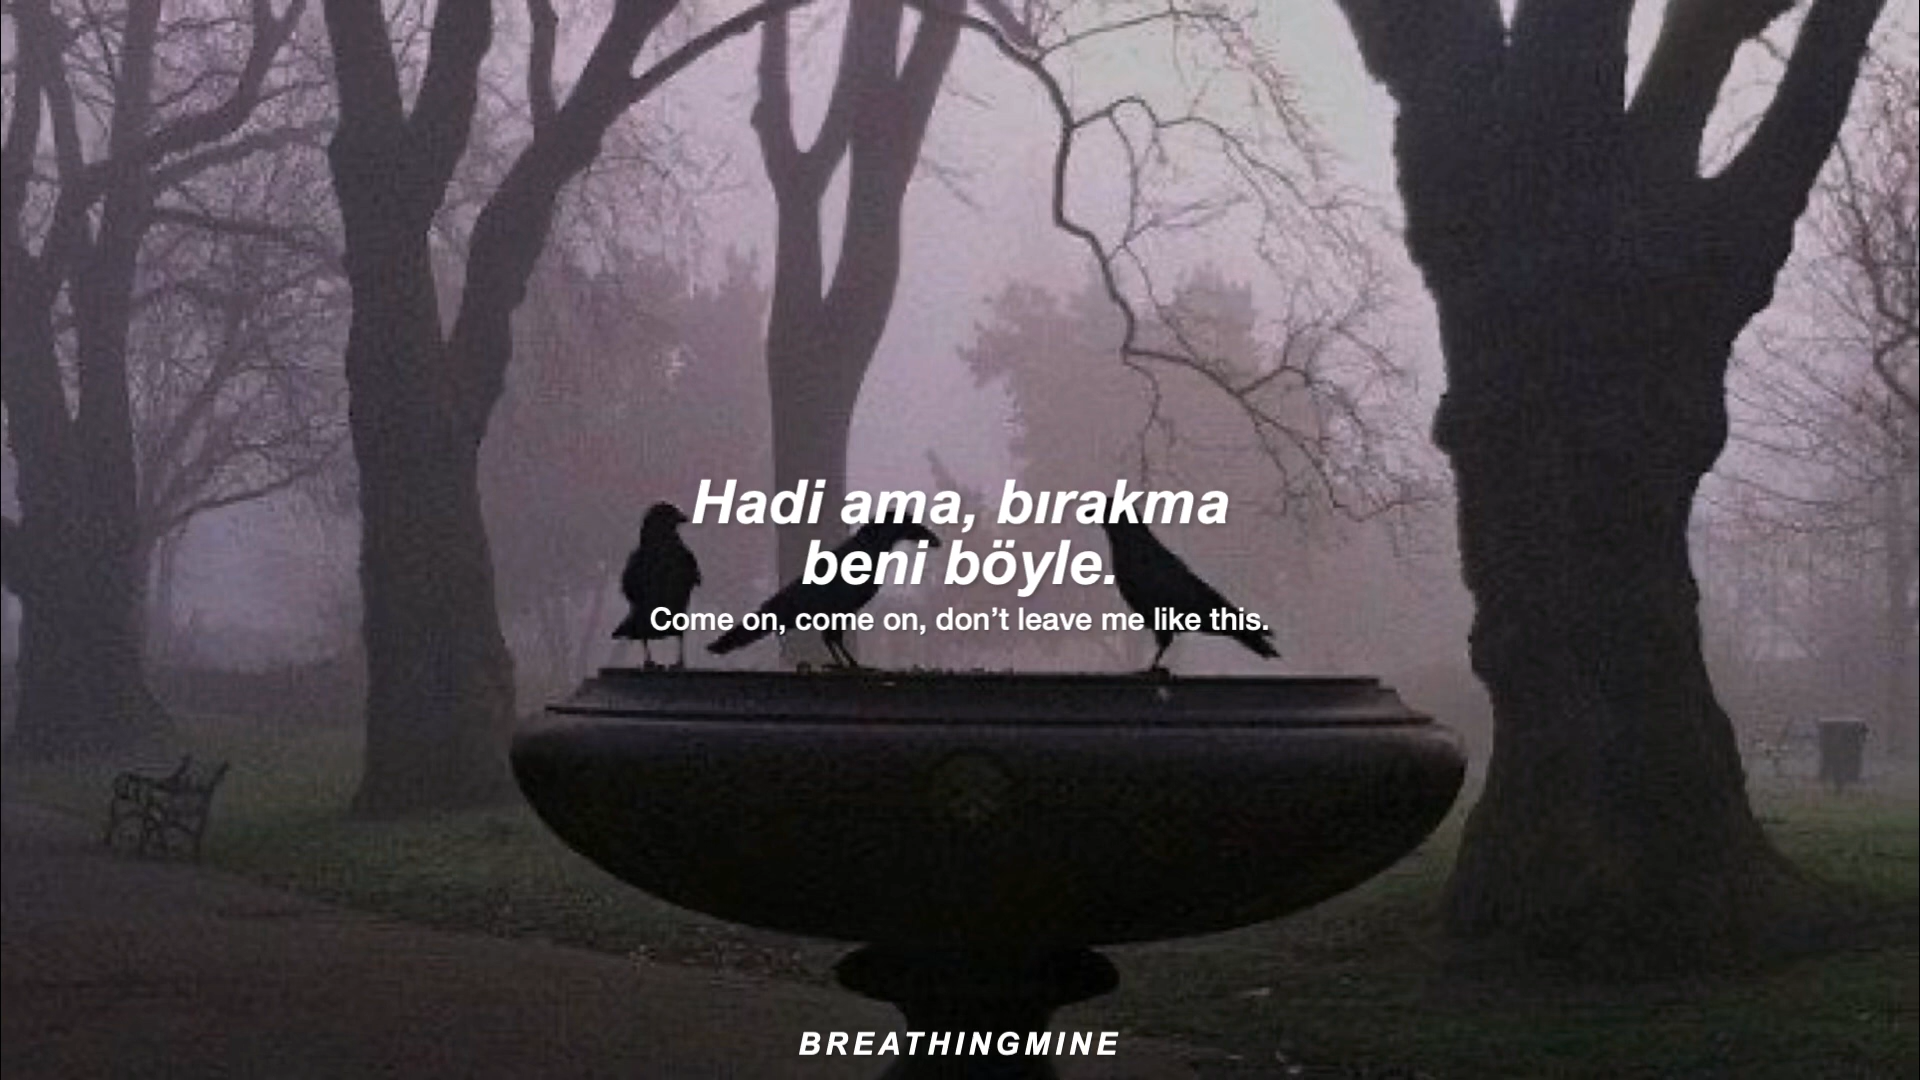 Hadi ama, bırakma
beni böyle.
Come on, come on, don’t leave me like this.
BREATHINGMINE